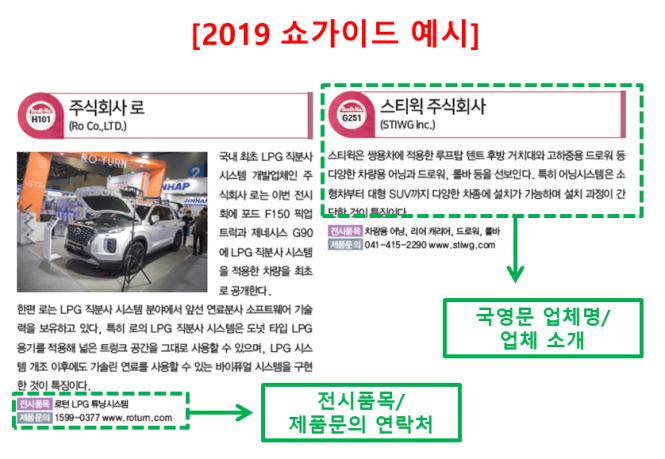 [2019 쇼가이드 예시]
Booth No.
H101
주식회사 로
(Ro Co.,LTD.)
RO-TURN
국내 최초 LPG 직분사
시스템 개발업체인 주
식회사 로는 이번 전시
회에 포드 F150 픽업
트럭과 제네시스 G90
에 LPG 직분사 시스템
을 적용한 차량을 최초
로 공개한다.
한편 로는 LPG 직분사 시스템 분야에서 앞선 연료분사 소프트웨어 기술
력을 보유하고 있다. 특히 로의 LPG 직분사 시스템은 도넛 타입 LPG
용기를 적용해 넓은 트렁크 공간을 그대로 사용할 수 있으며, LPG 시스
템 개조 이후에도 가솔린 연료를 사용할 수 있는 바이퓨얼 시스템을 구현
한 것이 특징이다.
전시품목 로턴 LPG 튜닝시스템
제품문의 1599-0377 www.roturn.com
Booth No.
G251
스티윅 주식회사
(STIWG Inc.)
스티윅은 쌍용차에 적용한 루프탑 텐트 후방 거치대와 고하중용 드로워 등
다양한 차량용 어닝과 드로워, 롤바 등을 선보인다. 특히 어닝시스템은 소
형차부터 대형 SUV까지 다양한 차종에 설치가 가능하며 설치 과정이 간
단한 것이 특징이다.
전시품목 차량용 어닝, 리어 캐리어, 드로워, 롤바
제품문의 041-415-2290 www.stiwg.com
국영문 업체명/
업체 소개
전시품목/
제품문의 연락처